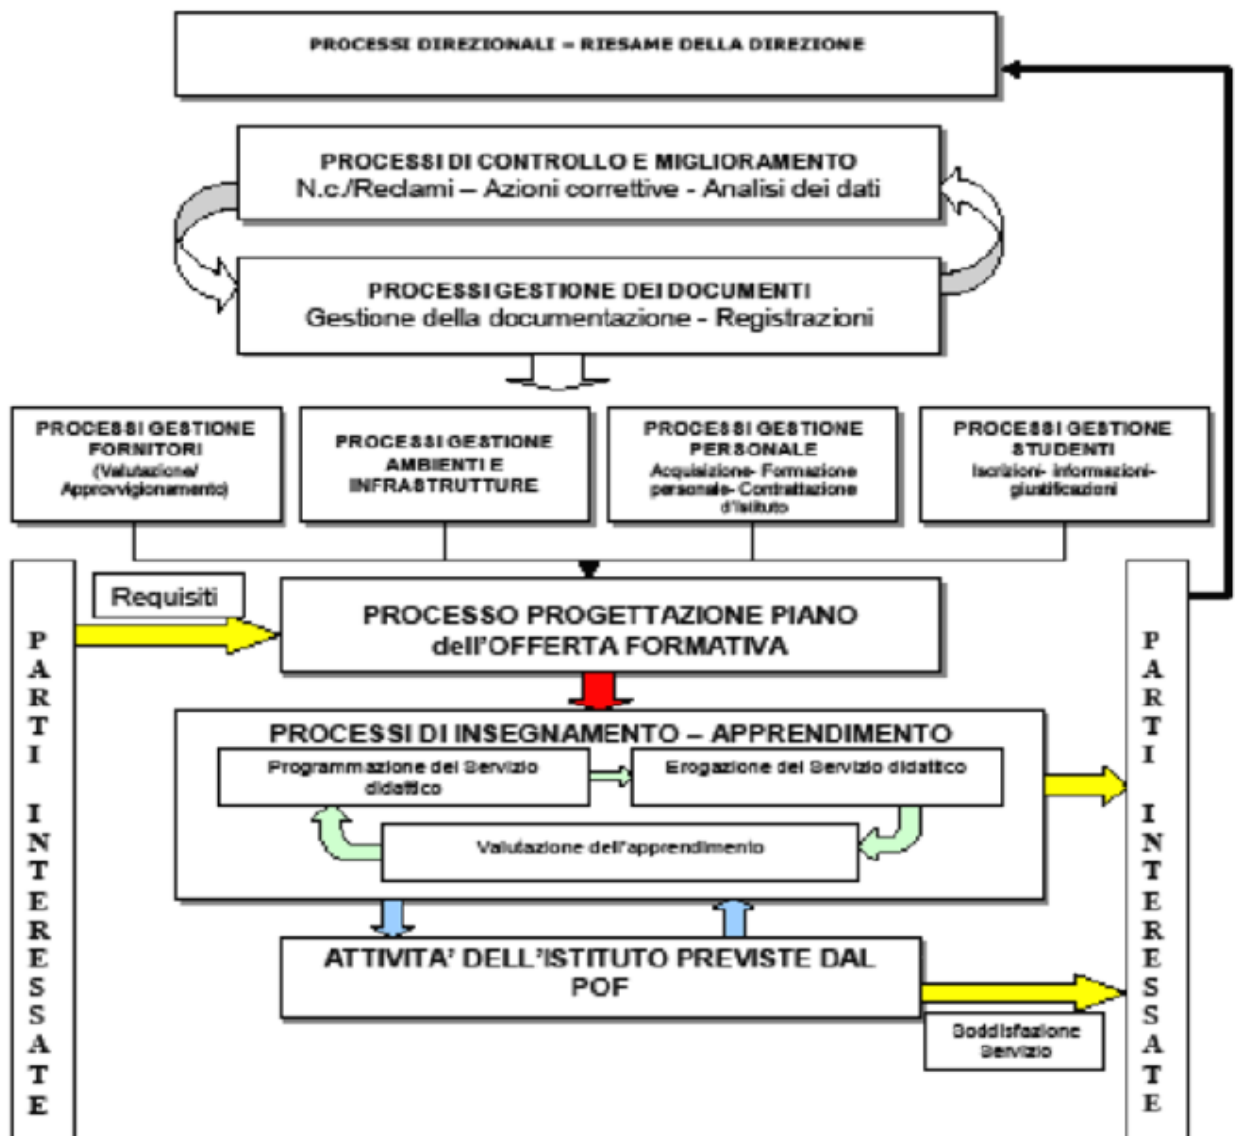 PROCESSI DIREZIONALI – RIESAME DELLA DIREZIONE
PROCESSI DI CONTROLLO E MIGLIORAMENTO
N.c./Reclami – Azioni correttive - Analisi dei dati
PROCESSI GESTIONE DEI DOCUMENTI
Gestione della documentazione - Registrazioni
PROCESSI GESTIONE
FORNITORI
(Valutazione/
Approvvigionamento)
PROCESSI GESTIONE
AMBIENTI E
INFRASTRUTTURE
PROCESSI GESTIONE
PERSONALE
Acquisizione- Formazione
personale- Contrattazione
d'Istituto
PROCESSI GESTIONE
STUDENTI
Iscrizioni- informazioni-
giustificazioni
PARTI INTERESSATE
Requisiti
PROCESSO PROGETTAZIONE PIANO
dell'OFFERTA FORMATIVA
PROCESSI DI INSEGNAMENTO – APPRENDIMENTO
Programmazione del Servizio
didattico
Erogazione del Servizio didattico
Valutazione dell'apprendimento
ATTIVITA' DELL'ISTITUTO PREVISTE DAL
POF
Soddisfazione
Servizio
PARTI INTERESSATE